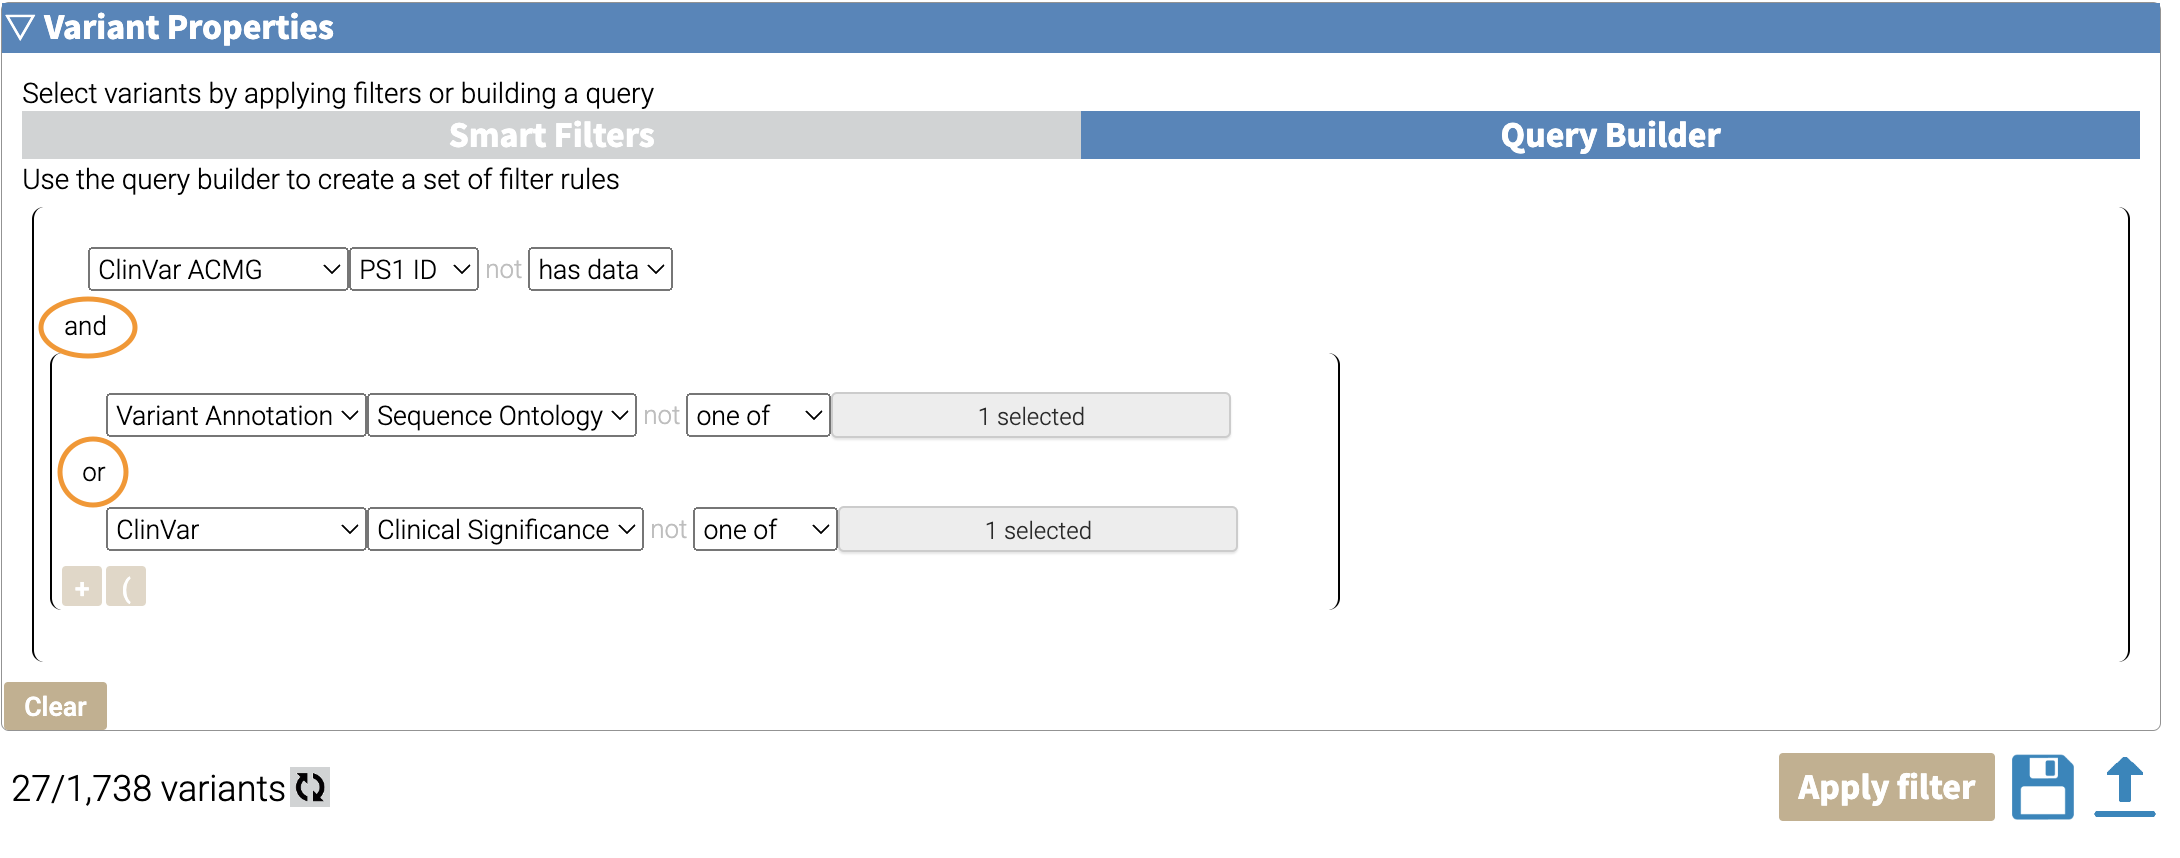 ▽ Variant Properties
Select variants by applying filters or building a query
Smart Filters Query Builder
Use the query builder to create a set of filter rules
ClinVar ACMG PS1 ID not has data
and
Variant Annotation Sequence Ontology not one of 1 selected
or
ClinVar Clinical Significance not one of 1 selected
+ (
Clear
27/1,738 variants Apply filter